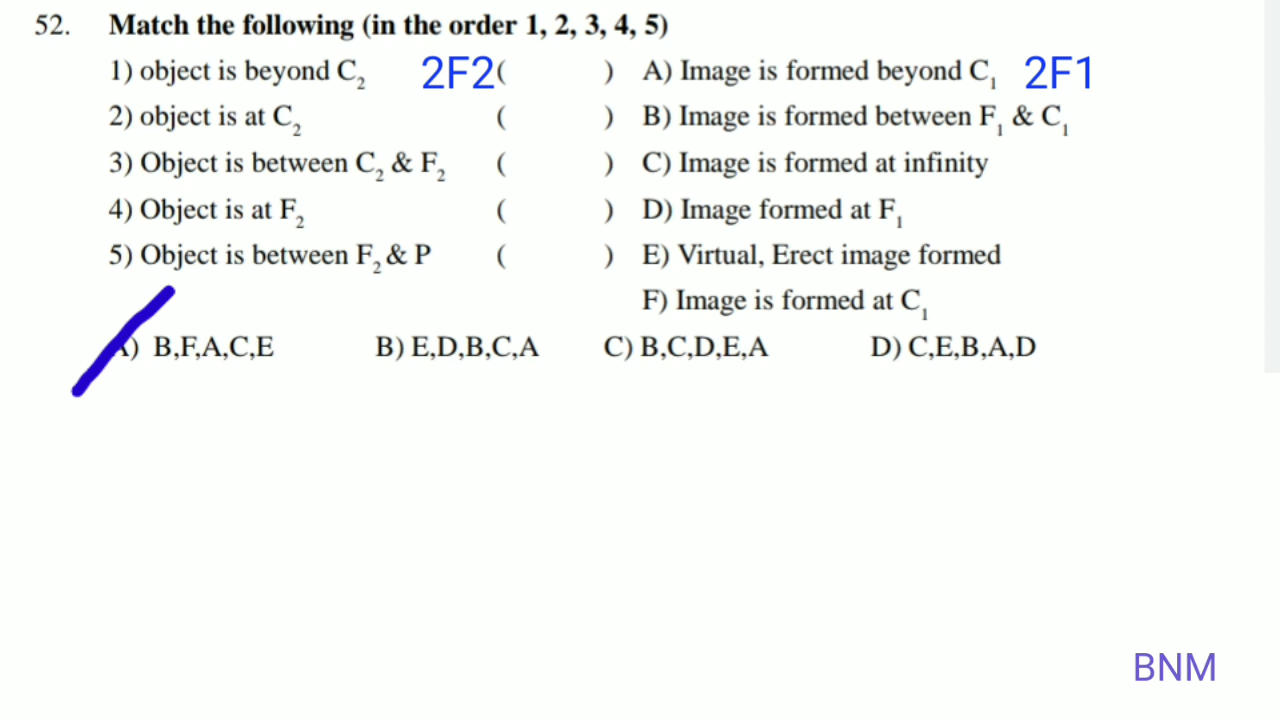 52. Match the following (in the order 1, 2, 3, 4, 5)
1) object is beyond C₂ 2F2 ( ) A) Image is formed beyond C₁ 2F1
2) object is at C₂ ( ) B) Image is formed between F₁ & C₁
3) Object is between C₂ & F₂ ( ) C) Image is formed at infinity
4) Object is at F₂ ( ) D) Image formed at F₁
5) Object is between F₂ & P ( ) E) Virtual, Erect image formed
F) Image is formed at C₁
A) B,F,A,C,E B) E,D,B,C,A C) B,C,D,E,A D) C,E,B,A,D
BNM